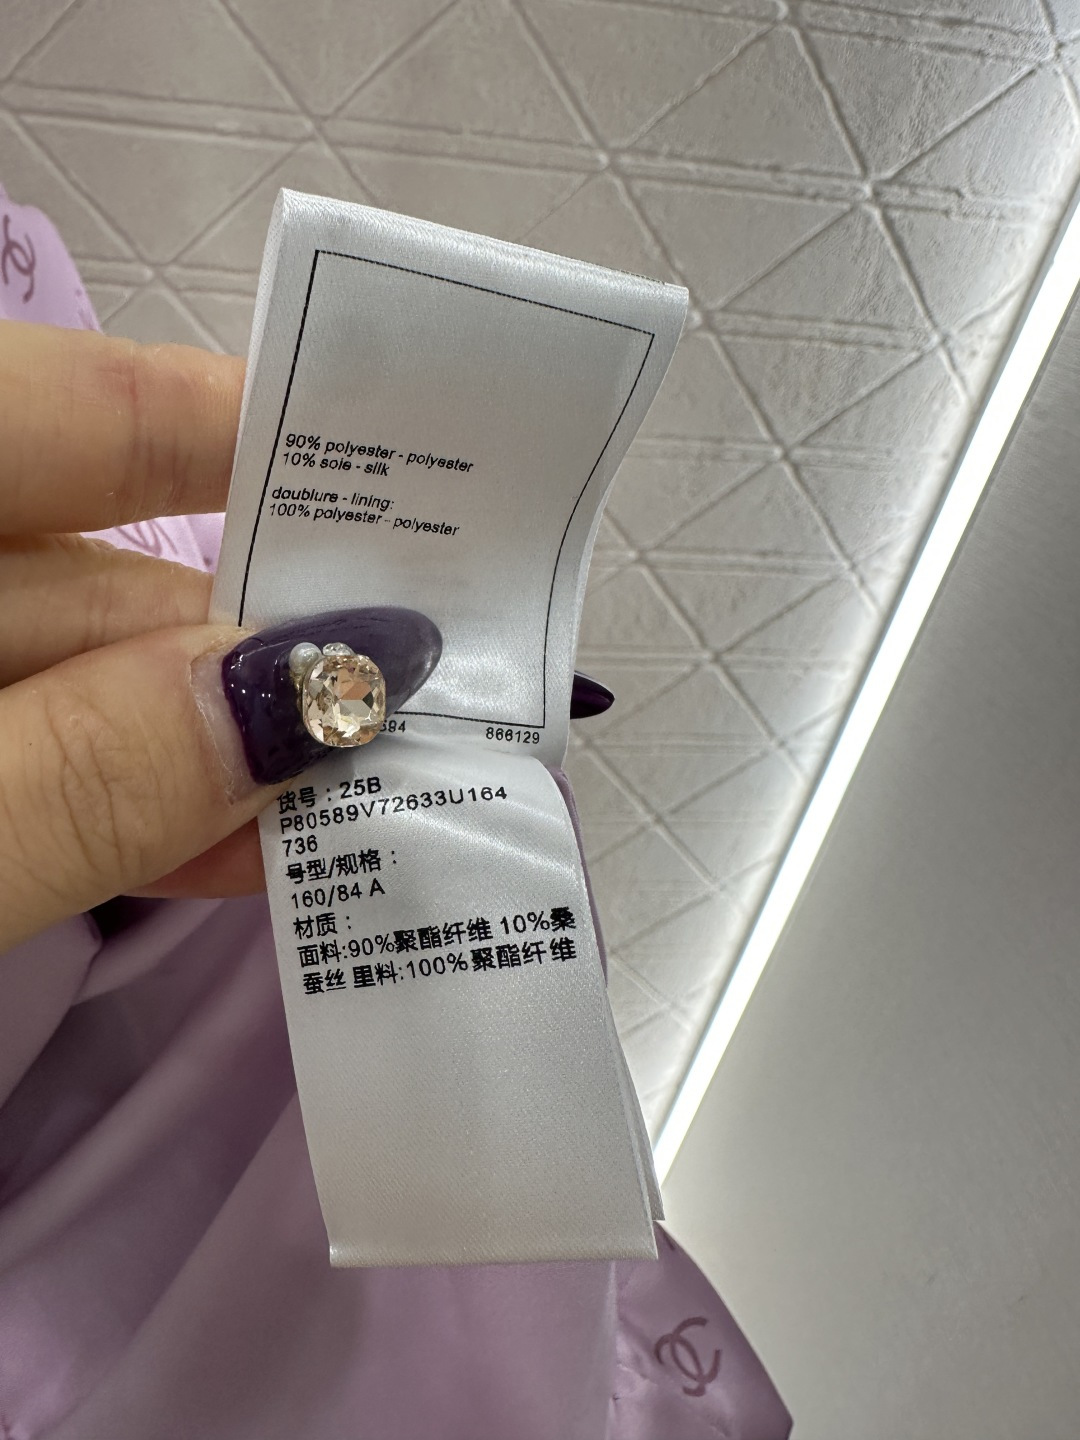 90% polyester - polyester
10% soie - silk
doublure - lining:
100% polyester - polyester
866129
货号：25B
P80589V72633U164
736
号型/规格：
160/84 A
材质：
面料:90%聚酯纤维 10%桑
蚕丝 里料:100%聚酯纤维